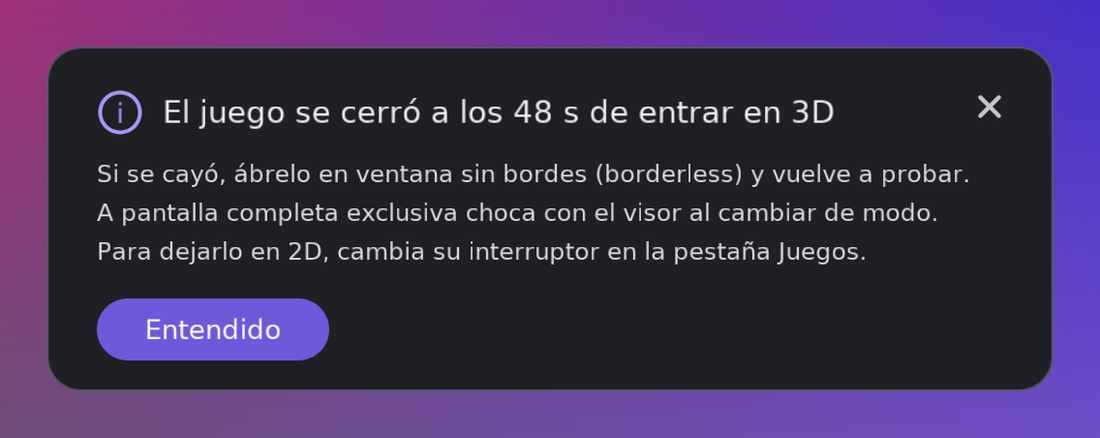 El juego se cerró a los 48 s de entrar en 3D
Si se cayó, ábrelo en ventana sin bordes (borderless) y vuelve a probar.
A pantalla completa exclusiva choca con el visor al cambiar de modo.
Para dejarlo en 2D, cambia su interruptor en la pestaña Juegos.
Entendido